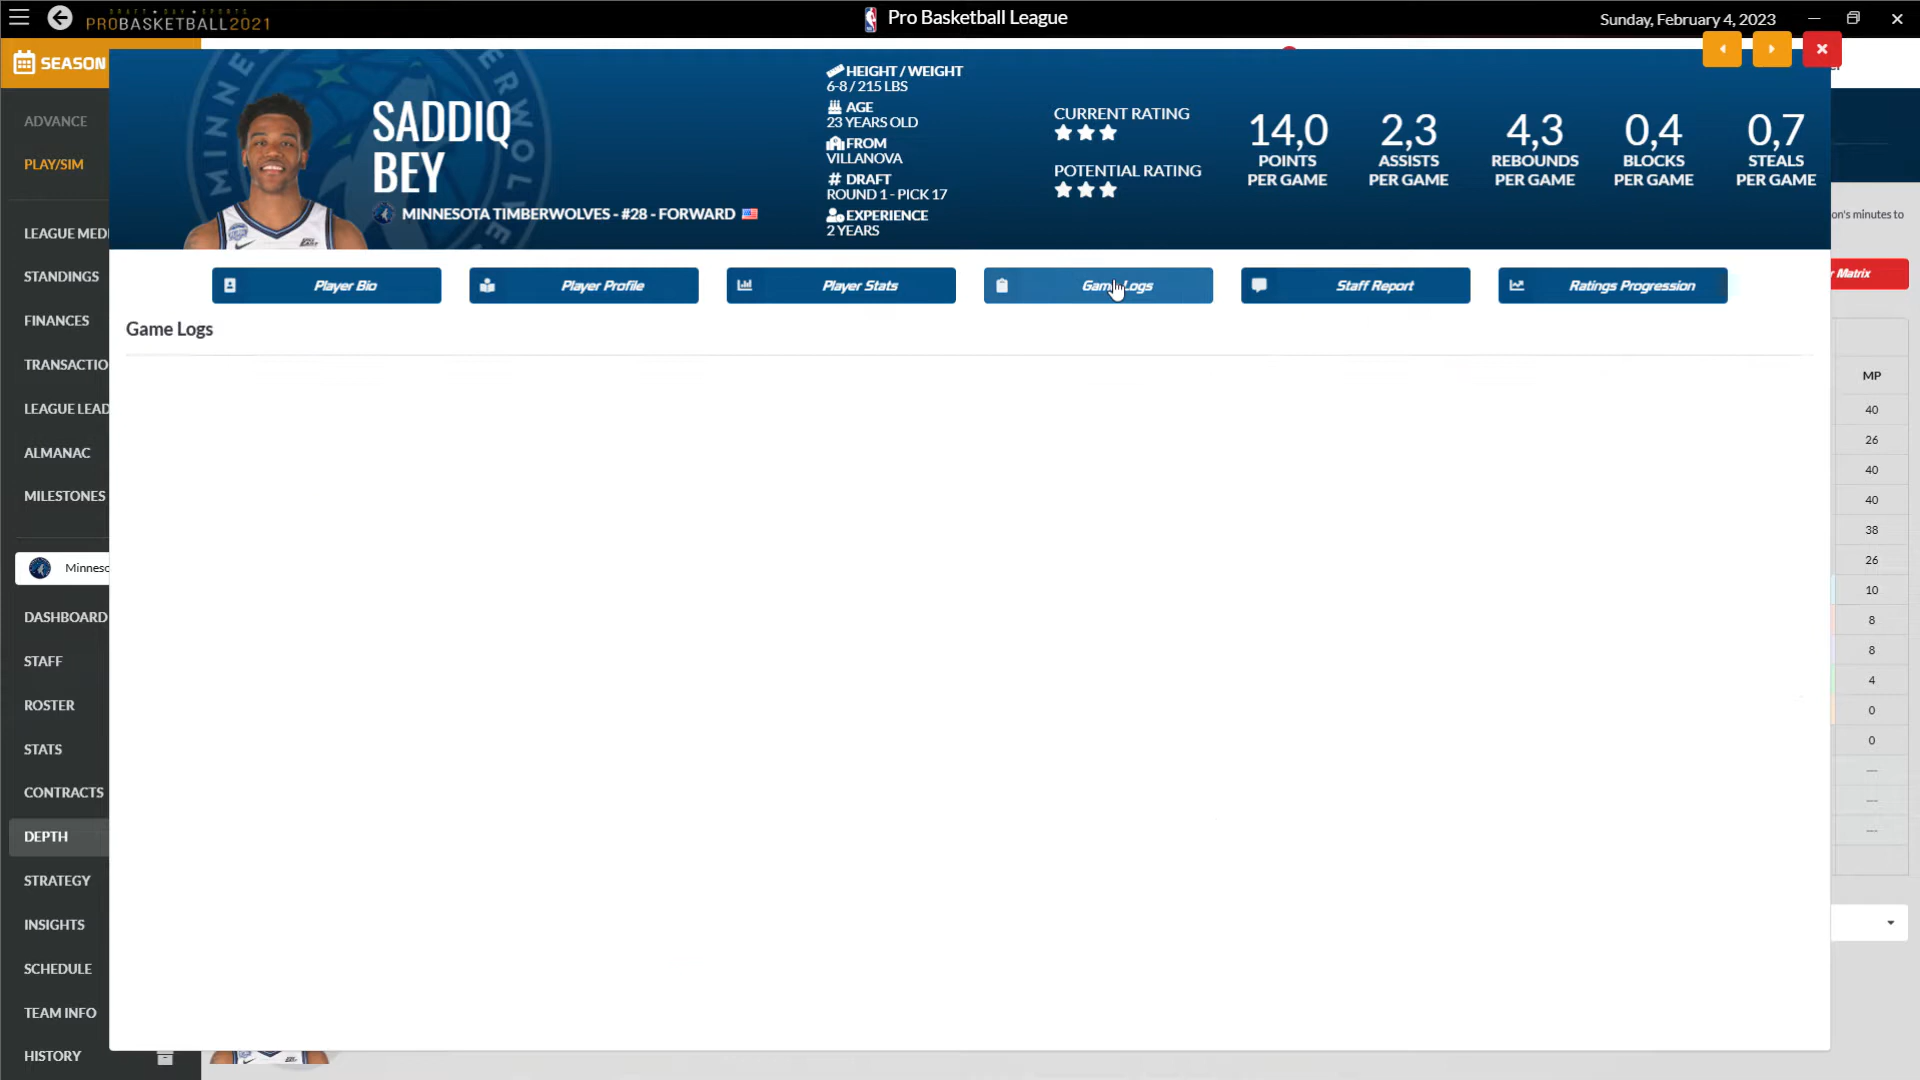 DRAFT • DAY • SPORTS
PROBASKETBALL2021
Pro Basketball League
Sunday, February 4, 2023
SEASON
ADVANCE
PLAY/SIM
LEAGUE MEDI
STANDINGS
FINANCES
TRANSACTIO
LEAGUE LEAD
ALMANAC
MILESTONES
Minneso
DASHBOARD
STAFF
ROSTER
STATS
CONTRACTS
DEPTH
STRATEGY
INSIGHTS
SCHEDULE
TEAM INFO
HISTORY
SADDIQ
BEY
MINNESOTA TIMBERWOLVES - #28 - FORWARD
HEIGHT / WEIGHT
6-8 / 215 LBS
AGE
23 YEARS OLD
FROM
VILLANOVA
# DRAFT
ROUND 1 - PICK 17
EXPERIENCE
2 YEARS
CURRENT RATING
POTENTIAL RATING
14,0
POINTS
PER GAME
2,3
ASSISTS
PER GAME
4,3
REBOUNDS
PER GAME
0,4
BLOCKS
PER GAME
0,7
STEALS
PER GAME
Player Bio
Player Profile
Player Stats
Game Logs
Staff Report
Ratings Progression
Game Logs
on's minutes to
r Matrix
MP
40
26
40
40
38
26
10
8
8
4
0
0
---
---
---